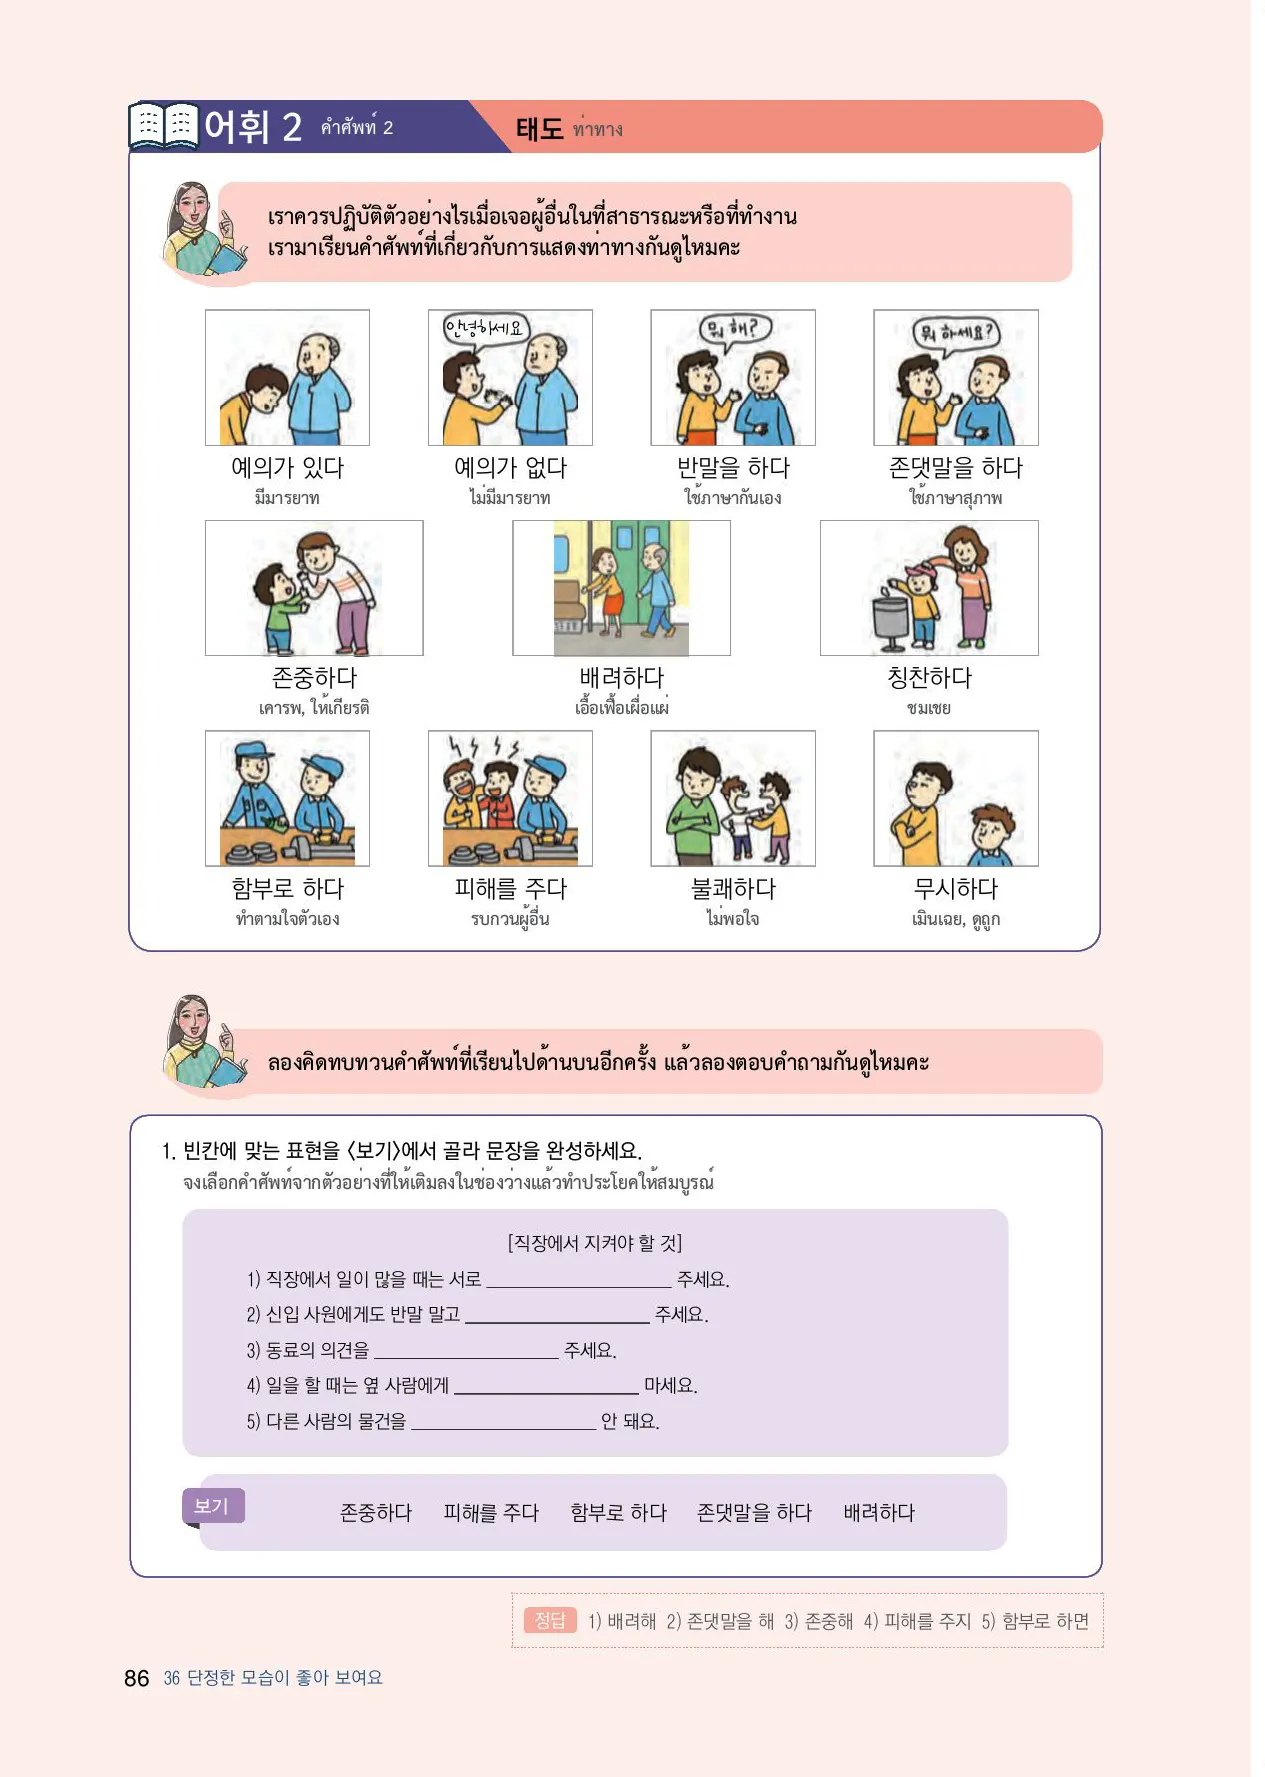 어휘 2 คำศัพท์ 2 태도 ท่าทาง
เราควรปฏิบัติตัวอย่างไรเมื่อเจอผู้อื่นในที่สาธารณะหรือที่ทำงาน
เรามาเรียนคำศัพท์ที่เกี่ยวกับการแสดงท่าทางกันดูไหมคะ
안녕하세요 뭐 해? 뭐 하세요?
예의가 있다 예의가 없다 반말을 하다 존댓말을 하다
มีมารยาท ไม่มีมารยาท ใช้ภาษากันเอง ใช้ภาษาสุภาพ
존중하다 배려하다 칭찬하다
เคารพ, ให้เกียรติ เอื้อเฟื้อเผื่อแผ่ ชมเชย
함부로 하다 피해를 주다 불쾌하다 무시하다
ทำตามใจตัวเอง รบกวนผู้อื่น ไม่พอใจ เมินเฉย, ดูถูก
ลองคิดทบทวนคำศัพท์ที่เรียนไปด้านบนอีกครั้ง แล้วลองตอบคำถามกันดูไหมคะ
1. 빈칸에 맞는 표현을 <보기>에서 골라 문장을 완성하세요.
จงเลือกคำศัพท์จากตัวอย่างที่ให้เติมลงในช่องว่างแล้วทำประโยคให้สมบูรณ์
[직장에서 지켜야 할 것]
1) 직장에서 일이 많을 때는 서로 ____________________ 주세요.
2) 신입 사원에게도 반말 말고 ____________________ 주세요.
3) 동료의 의견을 ____________________ 주세요.
4) 일을 할 때는 옆 사람에게 ____________________ 마세요.
5) 다른 사람의 물건을 ____________________ 안 돼요.
보기 존중하다 피해를 주다 함부로 하다 존댓말을 하다 배려하다
정답 1) 배려해 2) 존댓말을 해 3) 존중해 4) 피해를 주지 5) 함부로 하면
86 36 단정한 모습이 좋아 보여요